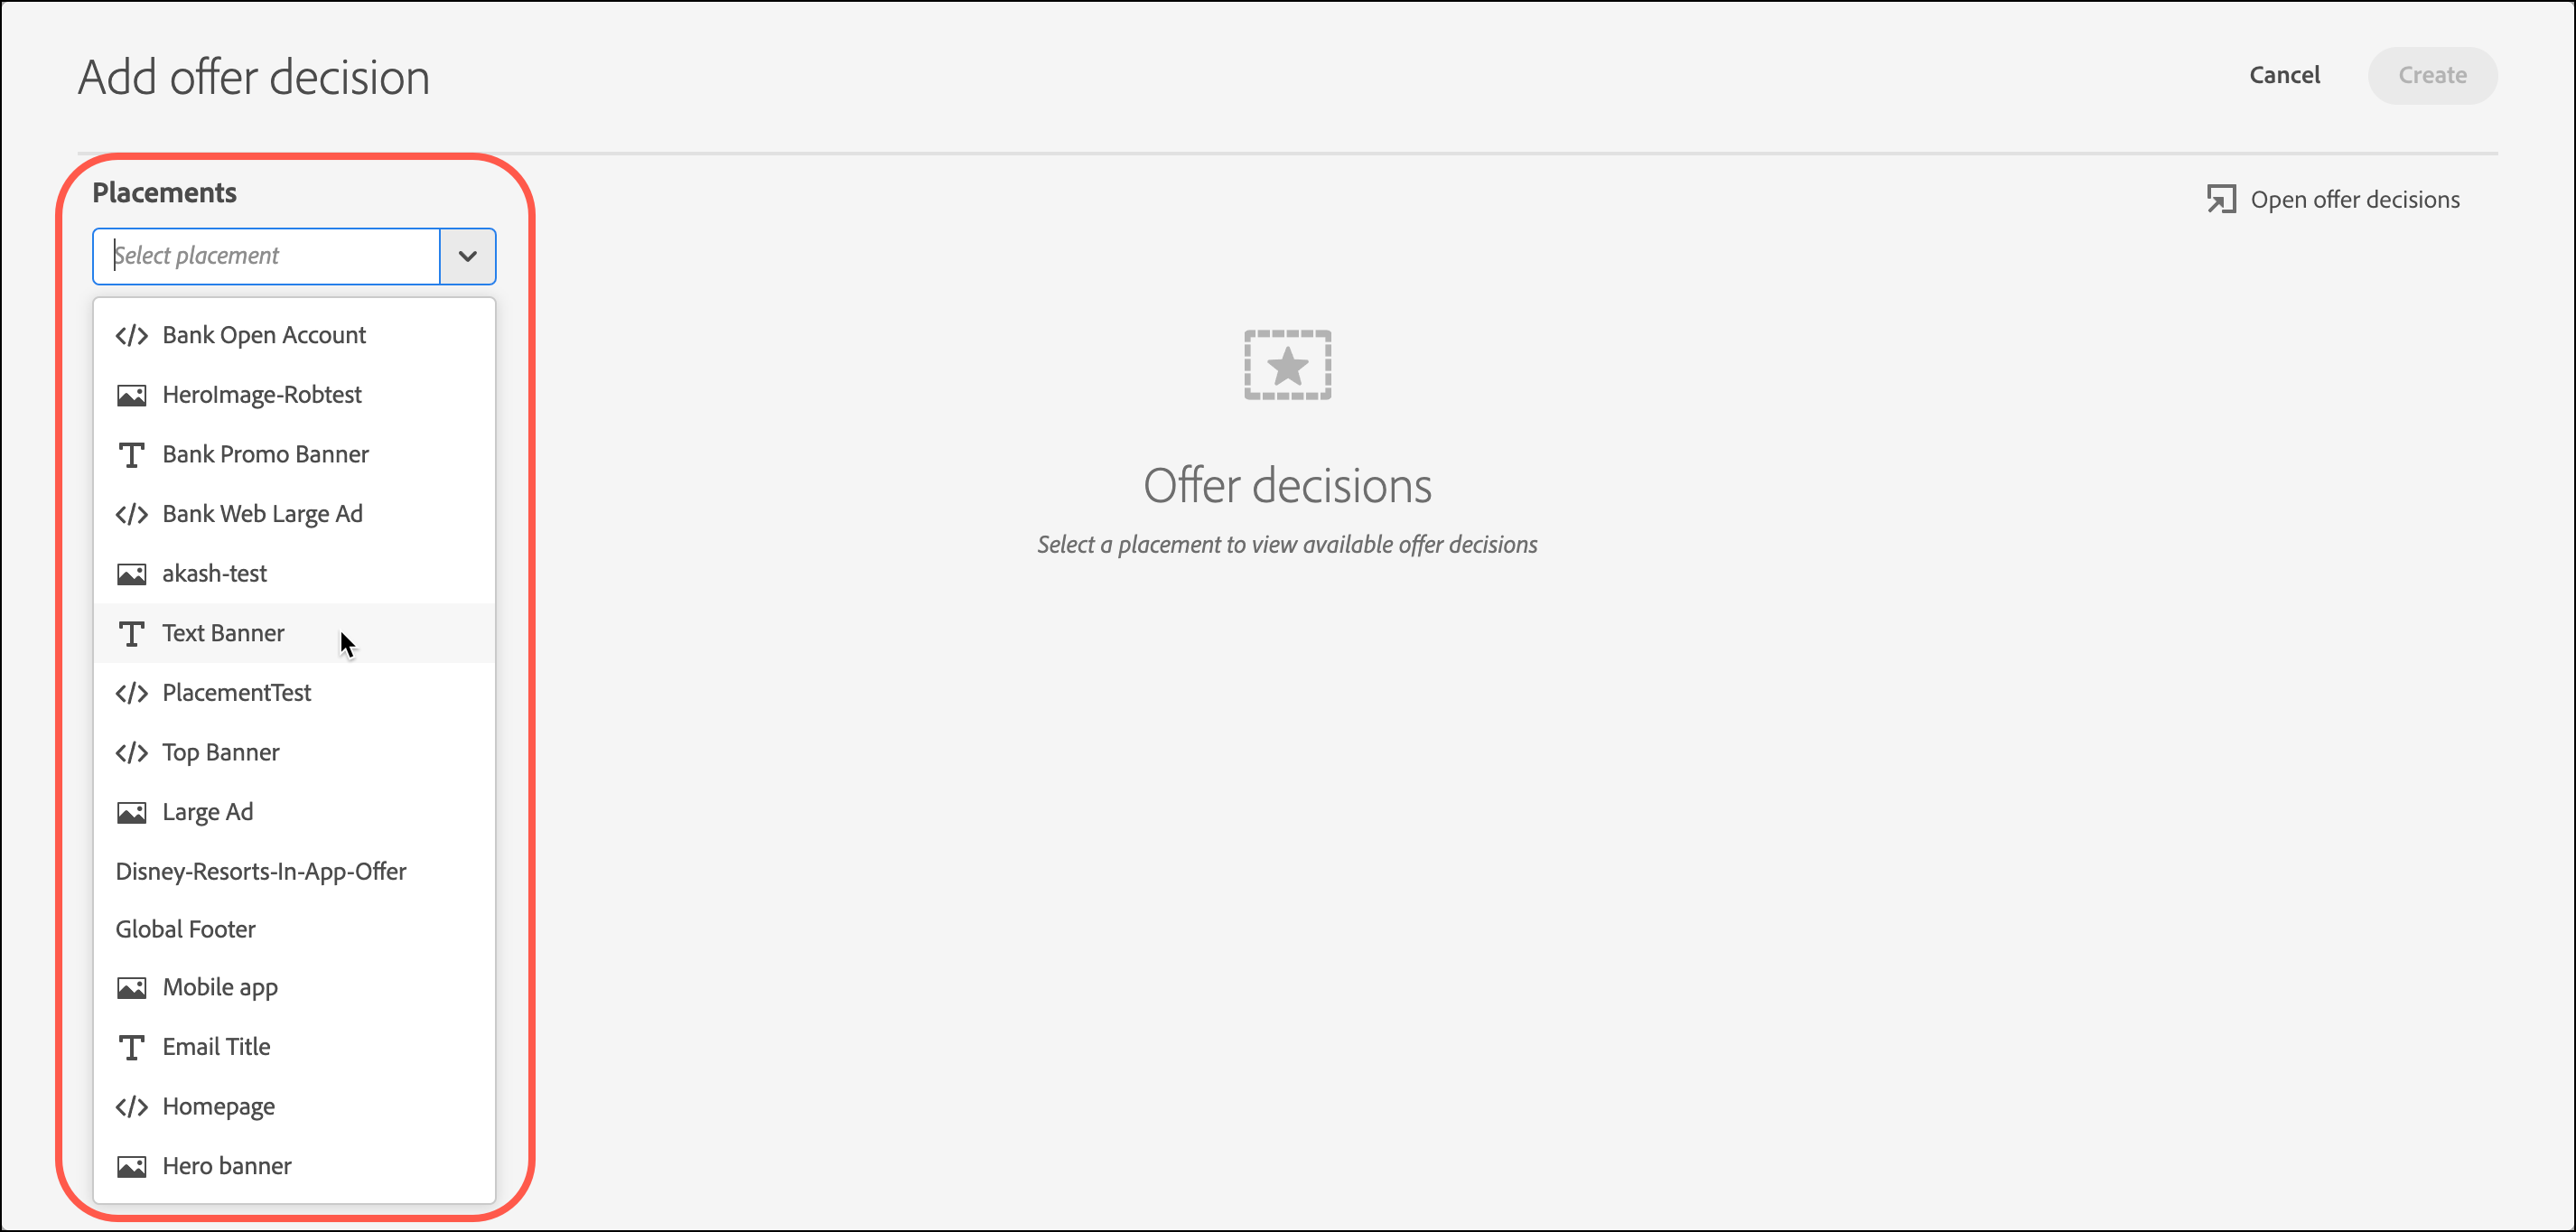 Add offer decision
Cancel
Create
Placements
Open offer decisions
Select placement
Bank Open Account
HeroImage-Robtest
Bank Promo Banner
Bank Web Large Ad
akash-test
Text Banner
PlacementTest
Top Banner
Large Ad
Disney-Resorts-In-App-Offer
Global Footer
Mobile app
Email Title
Homepage
Hero banner
Offer decisions
Select a placement to view available offer decisions